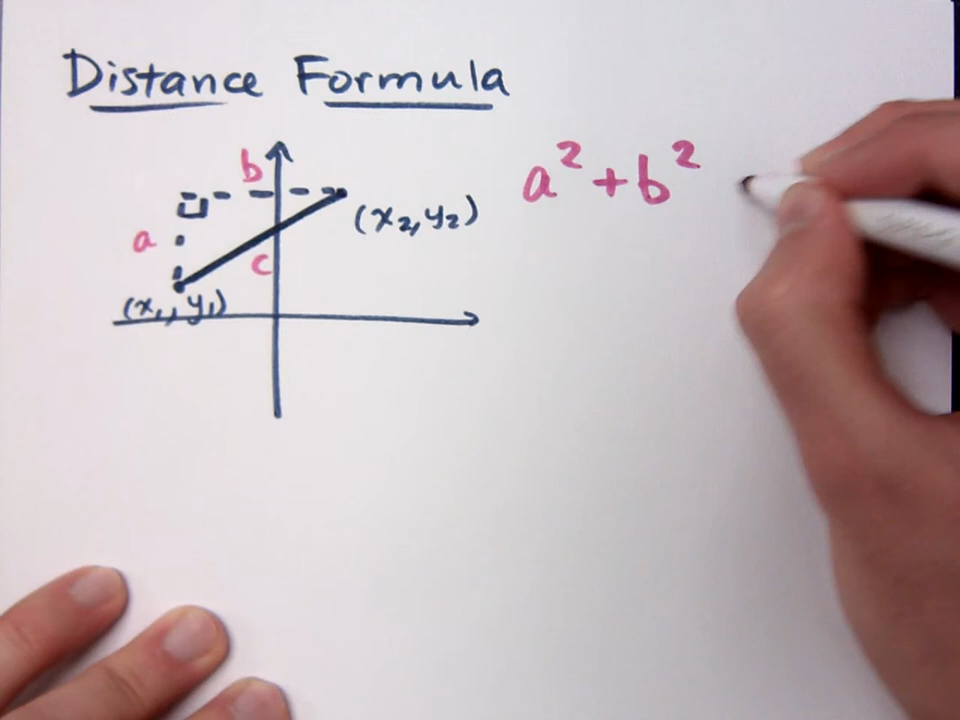 Distance Formula
b
a² + b²
(x₂, y₂)
a
c
(x₁, y₁)